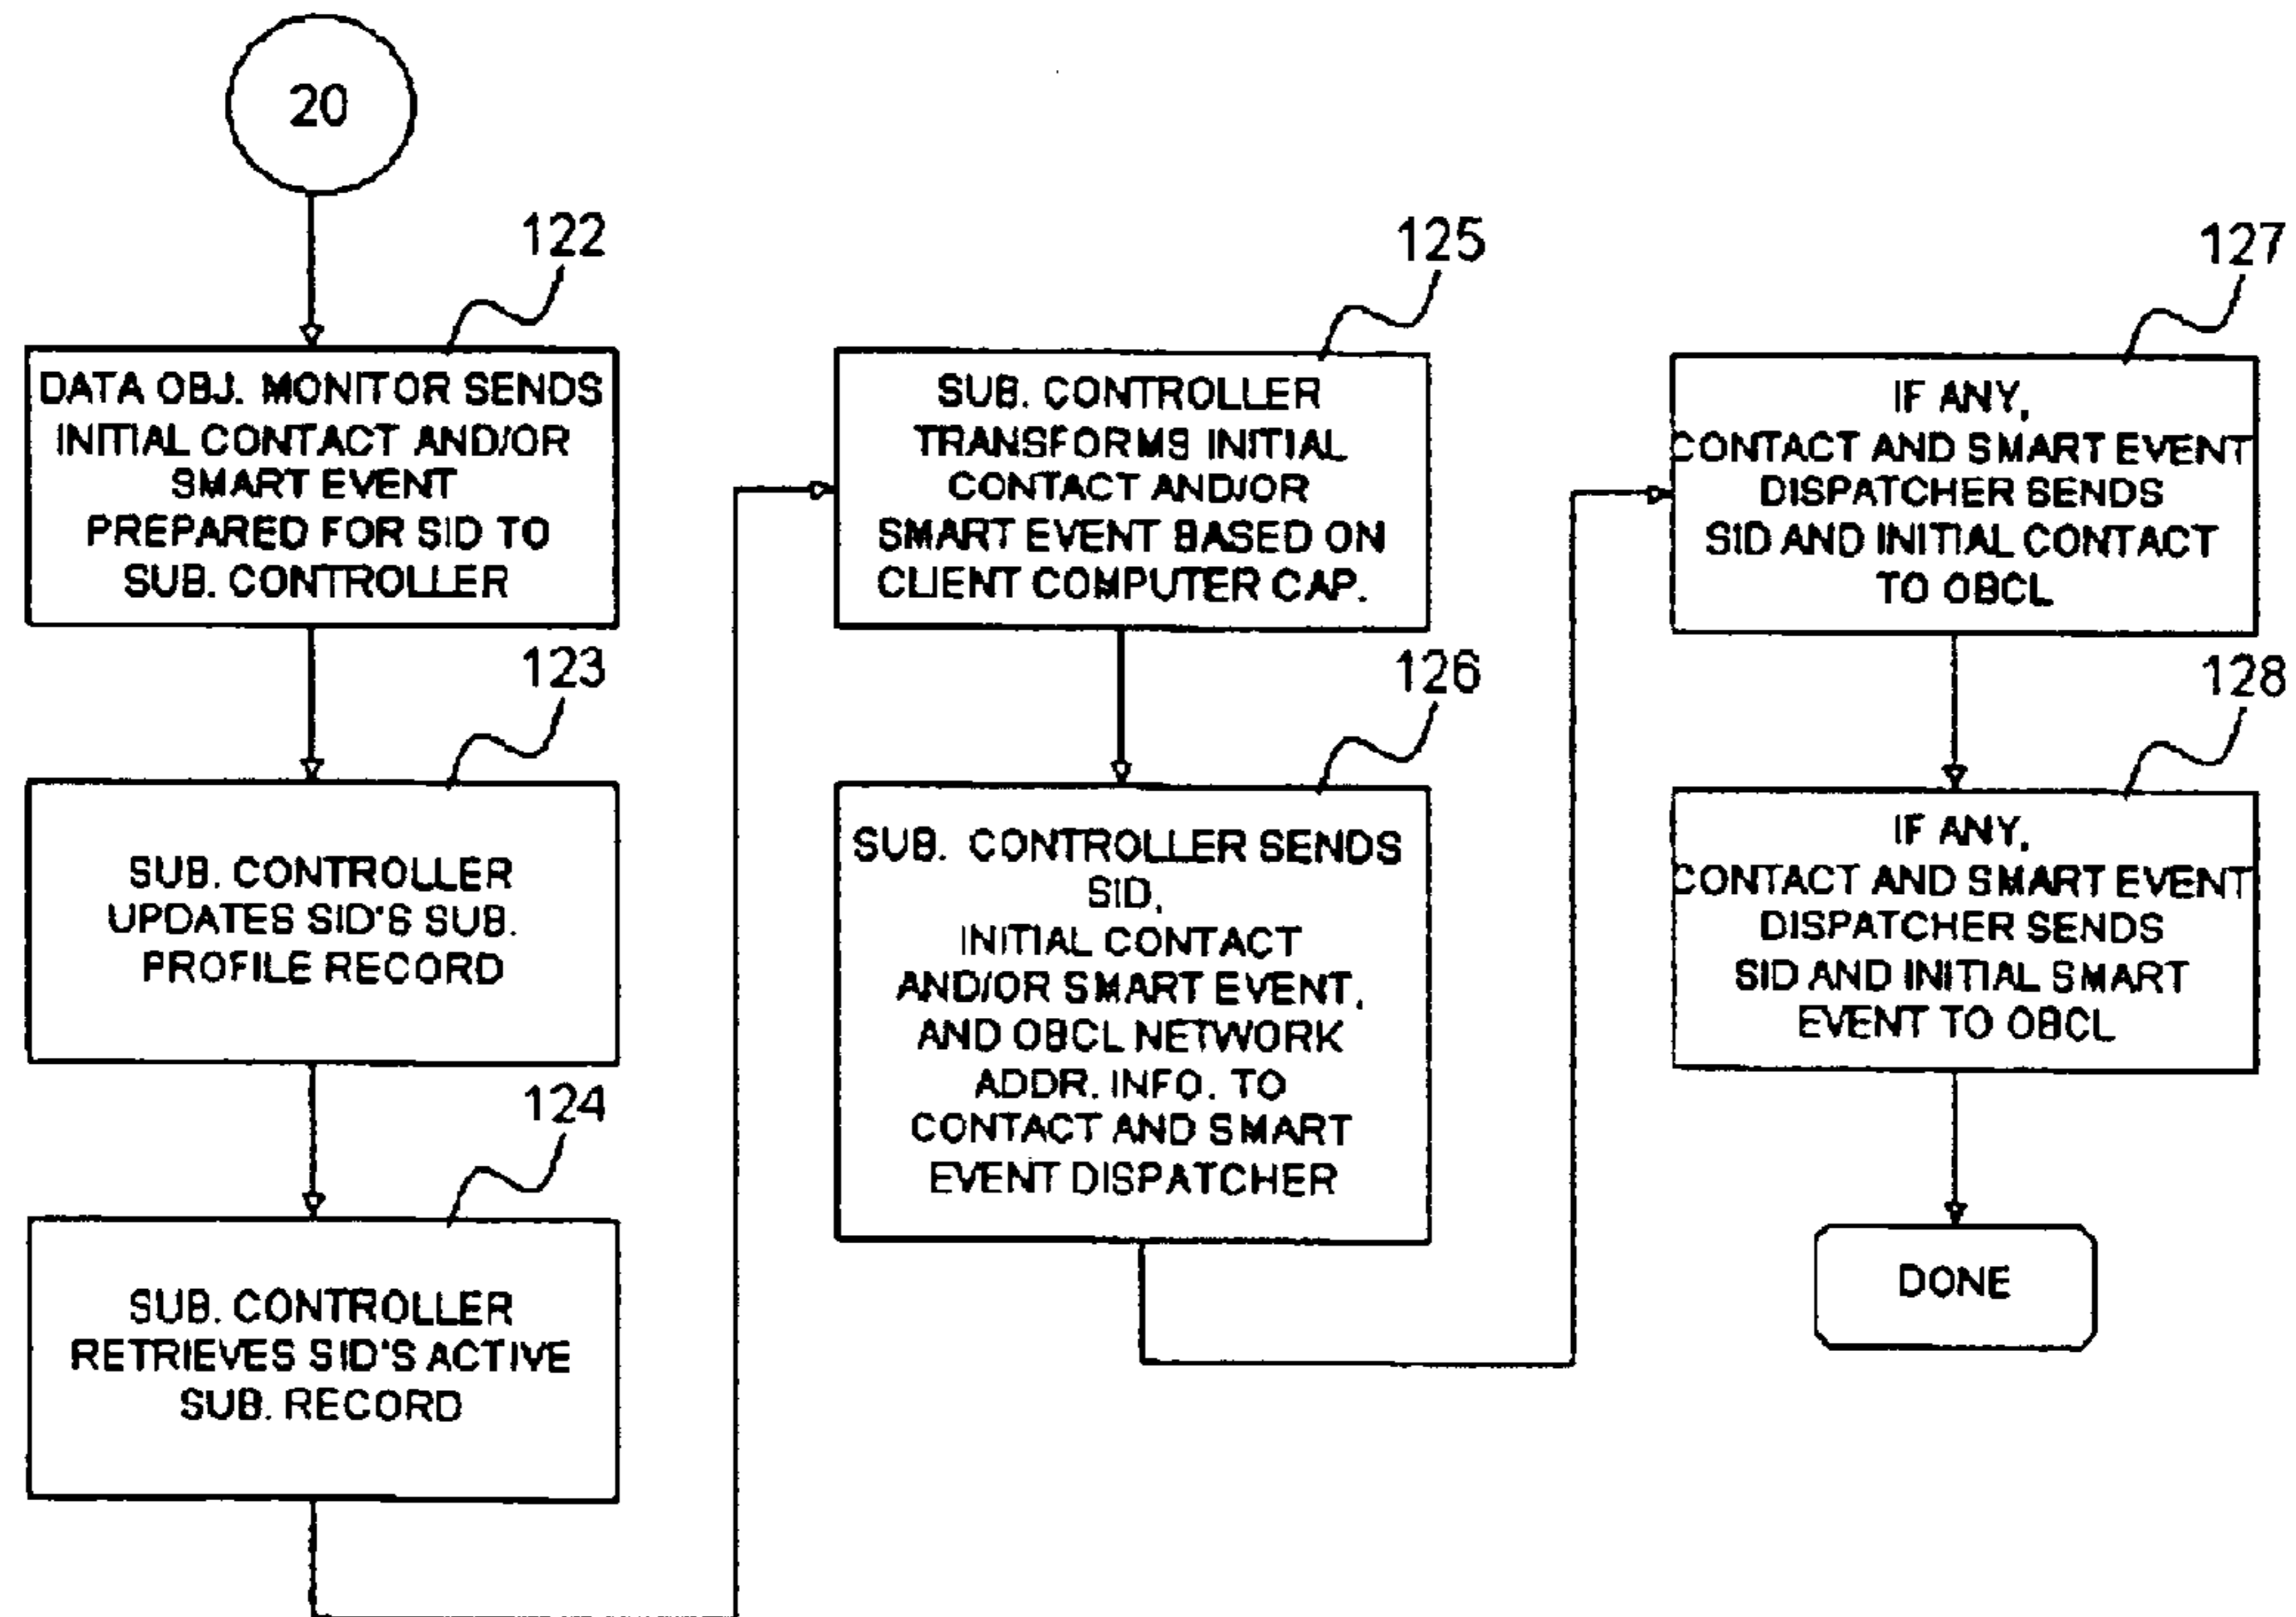 20
122
DATA OBJ. MONITOR SENDS
INITIAL CONTACT AND/OR
SMART EVENT
PREPARED FOR SID TO
SUB. CONTROLLER
123
SUB. CONTROLLER
UPDATES SID'S SUB.
PROFILE RECORD
124
SUB. CONTROLLER
RETRIEVES SID'S ACTIVE
SUB. RECORD
125
SUB. CONTROLLER
TRANSFORMS INITIAL
CONTACT AND/OR
SMART EVENT BASED ON
CLIENT COMPUTER CAP.
126
SUB. CONTROLLER SENDS
SID,
INITIAL CONTACT
AND/OR SMART EVENT,
AND OBCL NETWORK
ADDR. INFO. TO
CONTACT AND SMART
EVENT DISPATCHER
127
IF ANY,
CONTACT AND SMART EVENT
DISPATCHER SENDS
SID AND INITIAL CONTACT
TO OBCL
128
IF ANY,
CONTACT AND SMART EVENT
DISPATCHER SENDS
SID AND INITIAL SMART
EVENT TO OBCL
DONE